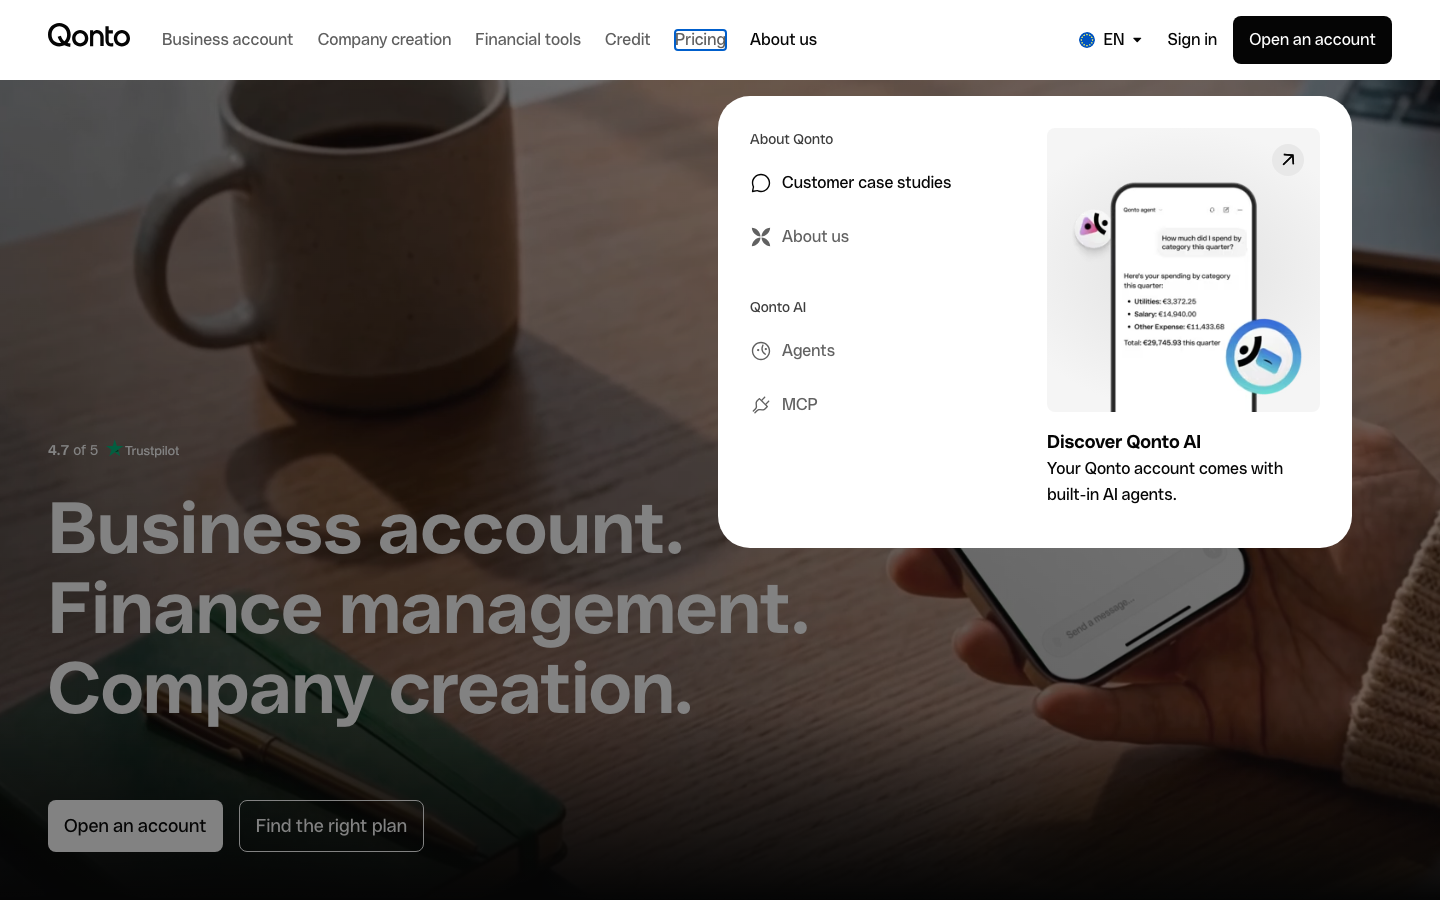 Qonto
Business account
Company creation
Financial tools
Credit
Pricing
About us
EN
Sign in
Open an account
About Qonto
Customer case studies
About us
Qonto AI
Agents
MCP
Qonto agent
How much did I spend by
category this quarter?
Here's your spending by category
this quarter:
• Utilities: €3,372.25
• Salary: €14,940.00
• Other Expense: €11,433.68
Total: €29,745.93 this quarter
Discover Qonto AI
Your Qonto account comes with
built-in AI agents.
4.7 of 5 Trustpilot
Business account.
Finance management.
Company creation.
Send a message...
Open an account
Find the right plan